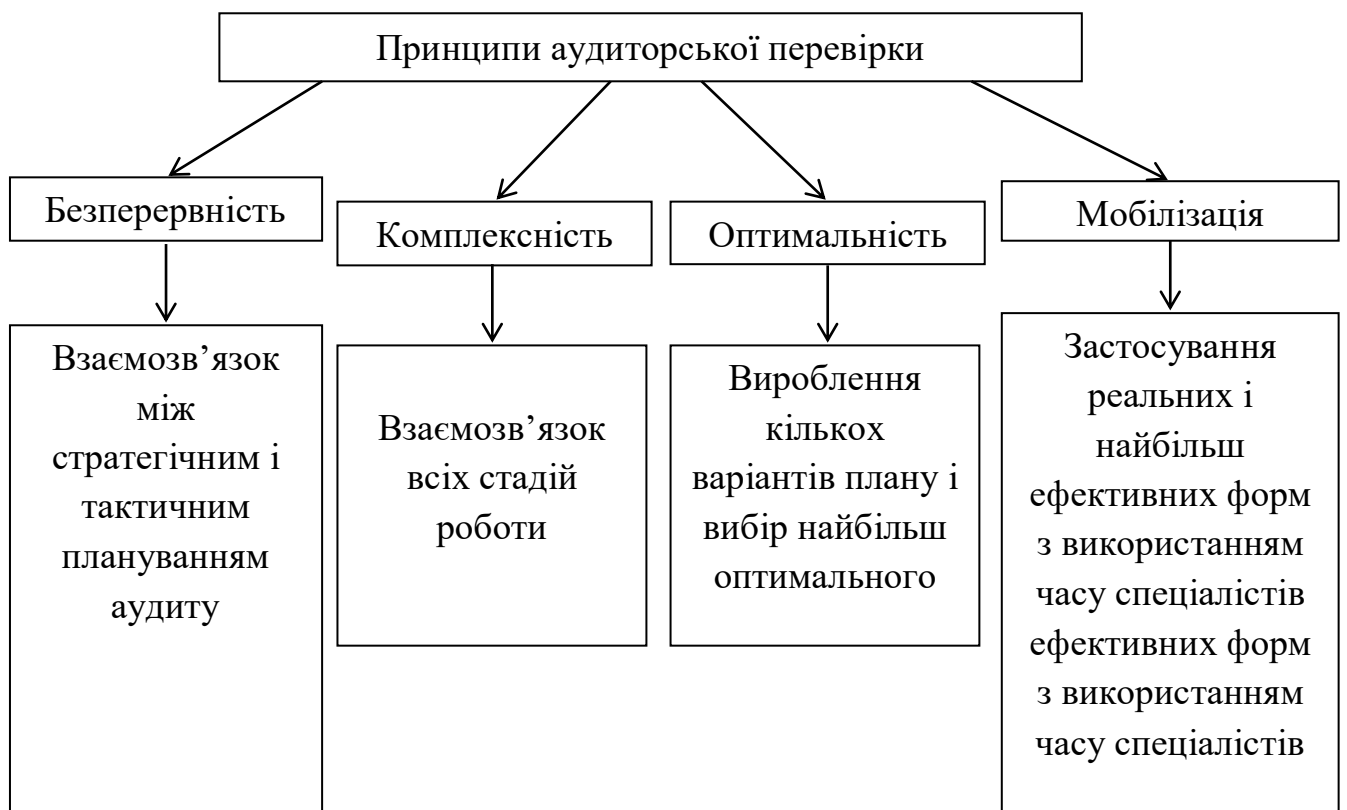 Принципи аудиторської перевірки
Безперервність
Комплексність
Оптимальність
Мобілізація
Взаємозв’язок
між
стратегічним і
тактичним
плануванням
аудиту
Взаємозв’язок
всіх стадій
роботи
Вироблення
кількох
варіантів плану і
вибір найбільш
оптимального
Застосування
реальних і
найбільш
ефективних форм
з використанням
часу спеціалістів
ефективних форм
з використанням
часу спеціалістів